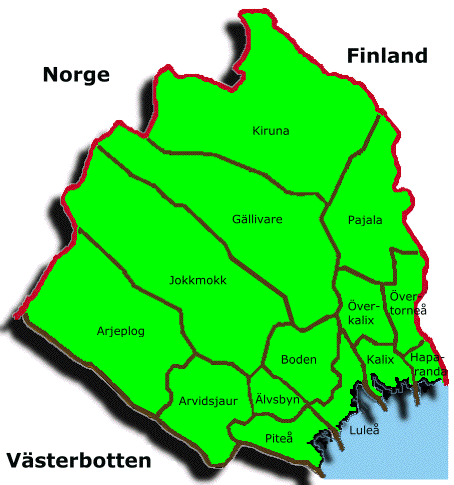 Finland
Norge
Kiruna
Gällivare
Pajala
Jokkmokk
Över-
torneå
Över-
kalix
Arjeplog
Boden
Kalix
Hapa-
randa
Arvidsjaur
Älvsbyn
Luleå
Piteå
Västerbotten